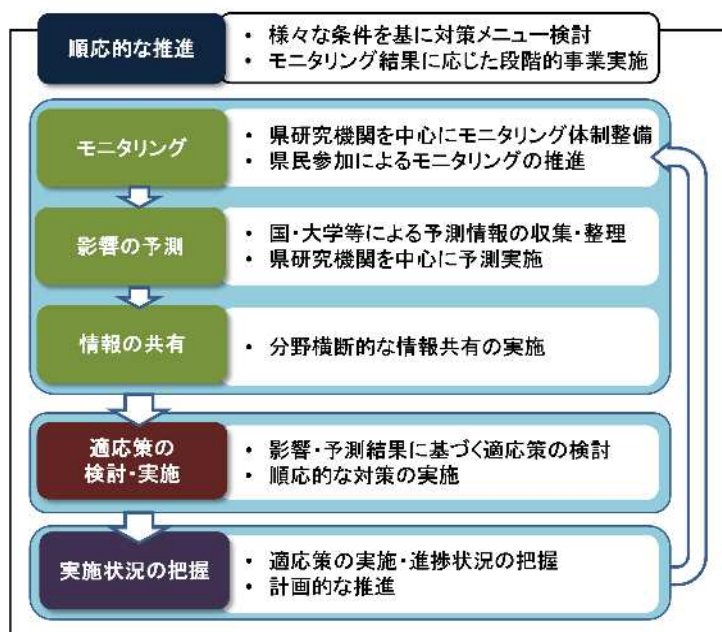 順応的な推進
• 様々な条件を基に対策メニュー検討
• モニタリング結果に応じた段階的事業実施
モニタリング
• 県研究機関を中心にモニタリング体制整備
• 県民参加によるモニタリングの推進
影響の予測
• 国・大学等による予測情報の収集・整理
• 県研究機関を中心に予測実施
情報の共有
• 分野横断的な情報共有の実施
適応策の
検討・実施
• 影響・予測結果に基づく適応策の検討
• 順応的な対策の実施
実施状況の把握
• 適応策の実施・進捗状況の把握
• 計画的な推進